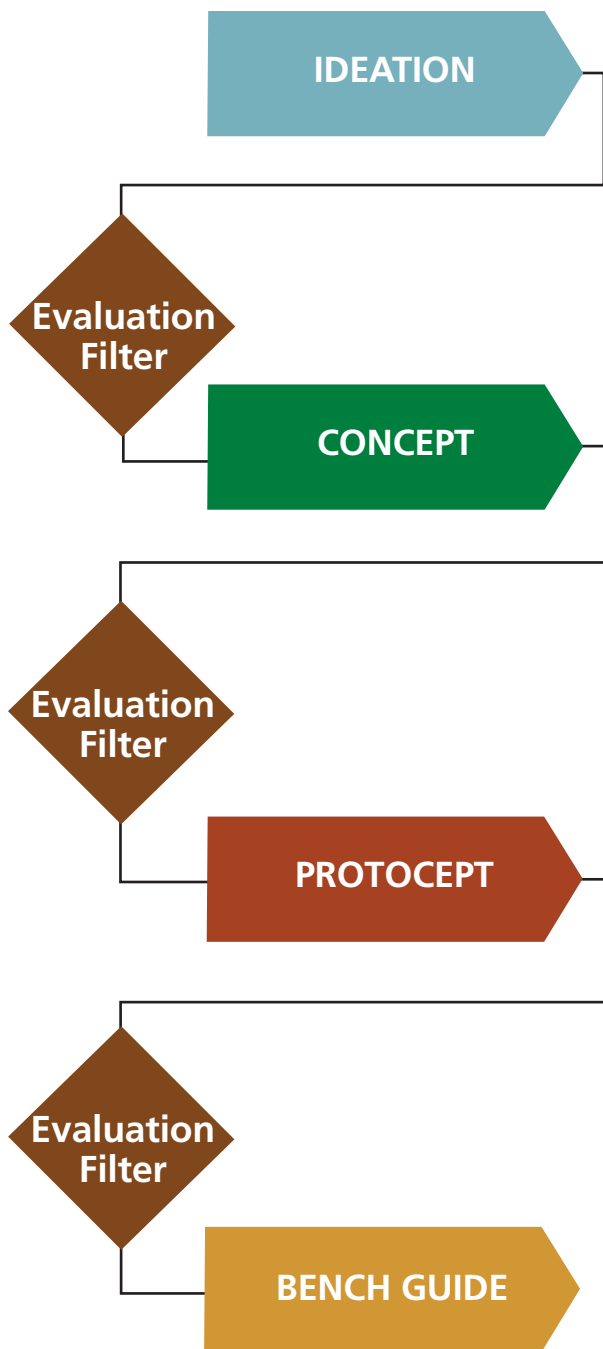 IDEATION
Evaluation
Filter
CONCEPT
Evaluation
Filter
PROTOCEPT
Evaluation
Filter
BENCH GUIDE